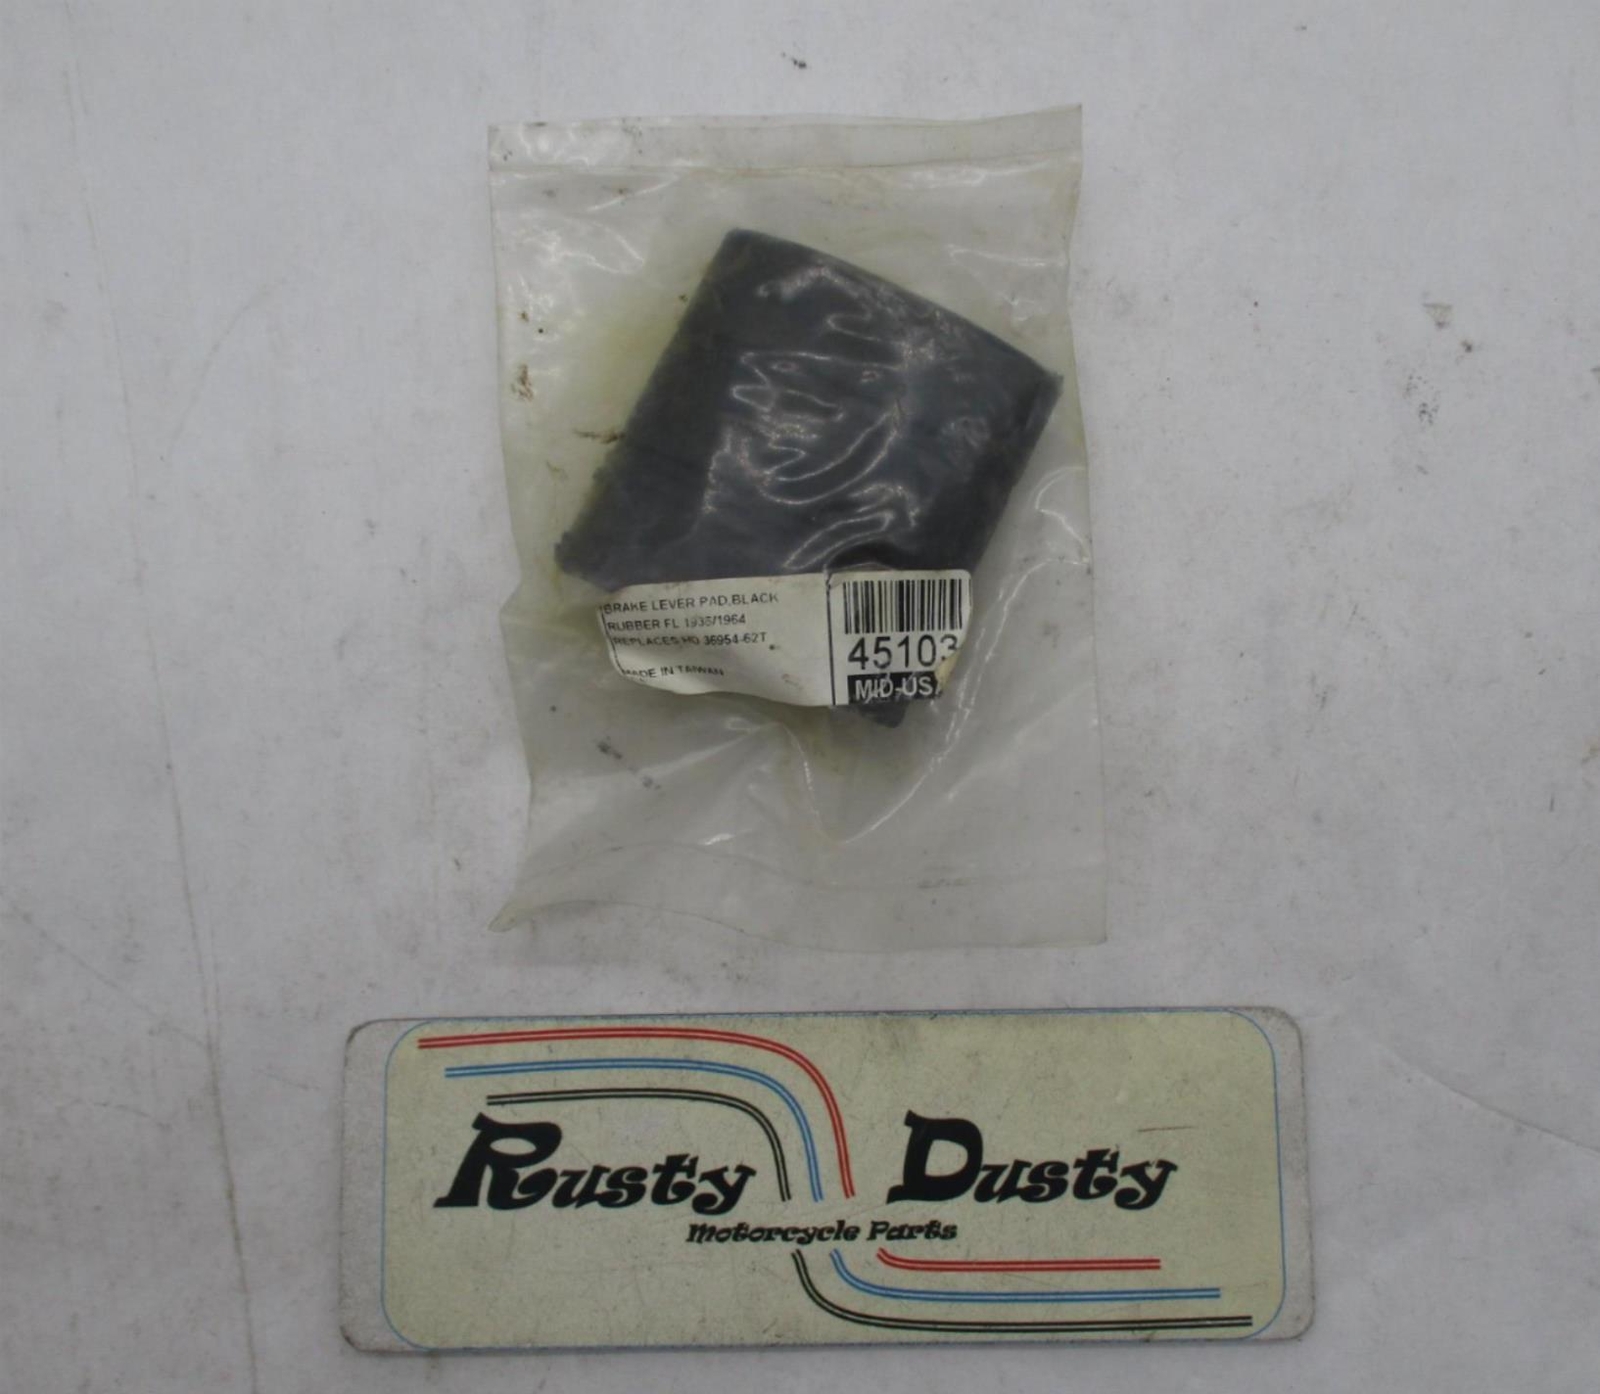 BRAKE LEVER PAD,BLACK
RUBBER FL 1936/1964
REPLACES HD 36954-62T
MADE IN TAIWAN
45103
MID-USA
Rusty Dusty
Motorcycle Parts